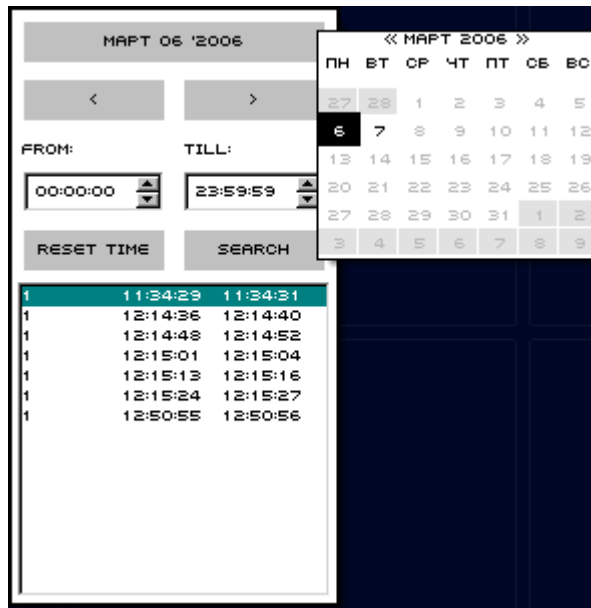 МАРТ 06 '2006
< >
FROM: TILL:
00:00:00 23:59:59
RESET TIME SEARCH
1 11:34:29 11:34:31
1 12:14:36 12:14:40
1 12:14:48 12:14:52
1 12:15:01 12:15:04
1 12:15:13 12:15:16
1 12:15:24 12:15:27
1 12:50:55 12:50:56
« МАРТ 2006 »
ПН ВТ СР ЧТ ПТ СБ ВС
27 28 1 2 3 4 5
6 7 8 9 10 11 12
13 14 15 16 17 18 19
20 21 22 23 24 25 26
27 28 29 30 31 1 2
3 4 5 6 7 8 9